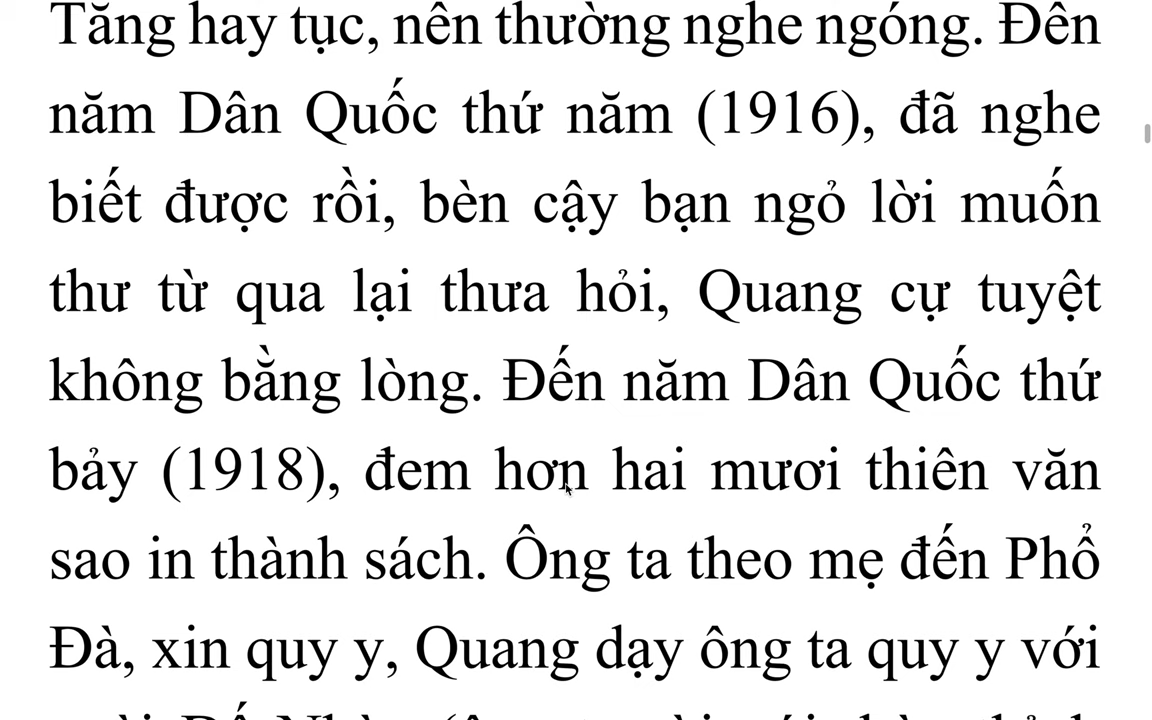 Tăng hay tục, nên thường nghe ngóng. Đến
năm Dân Quốc thứ năm (1916), đã nghe
biết được rồi, bèn cậy bạn ngỏ lời muốn
thư từ qua lại thưa hỏi, Quang cự tuyệt
không bằng lòng. Đến năm Dân Quốc thứ
bảy (1918), đem hơn hai mươi thiên văn
sao in thành sách. Ông ta theo mẹ đến Phổ
Đà, xin quy y, Quang dạy ông ta quy y với